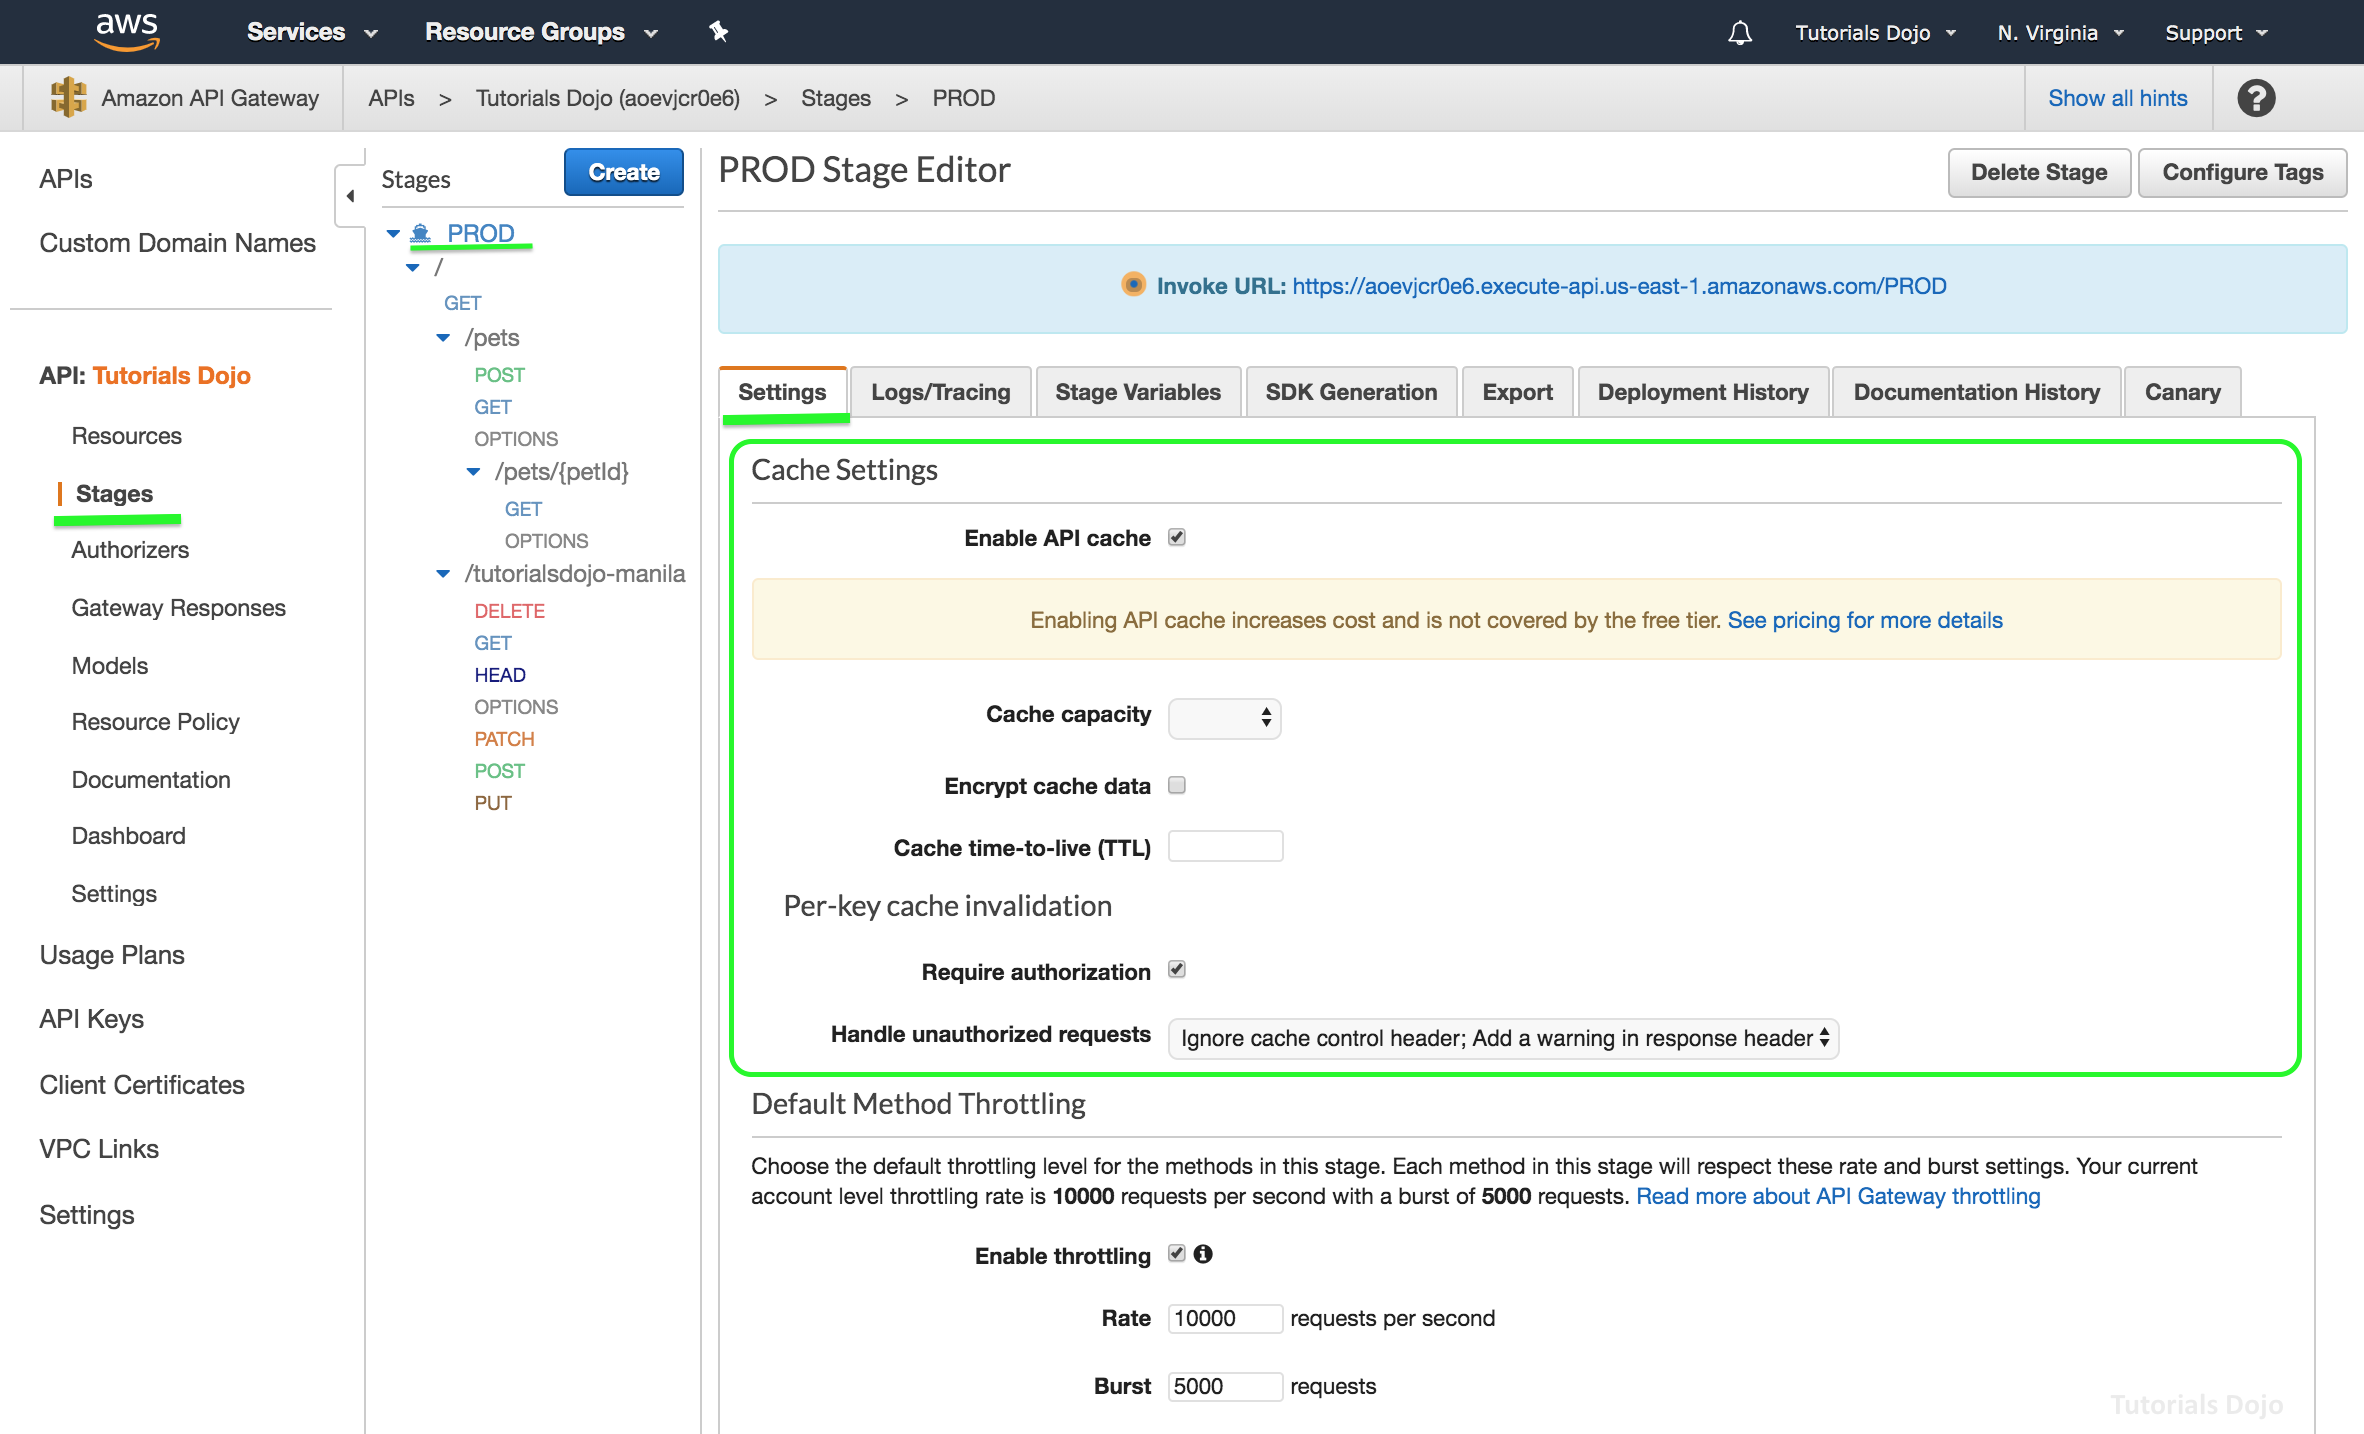 aws Services Resource Groups Tutorials Dojo N. Virginia Support
Amazon API Gateway APIs > Tutorials Dojo (aoevjcr0e6) > Stages > PROD Show all hints ?
APIs
Custom Domain Names
API: Tutorials Dojo
Resources
Stages
Authorizers
Gateway Responses
Models
Resource Policy
Documentation
Dashboard
Settings
Usage Plans
API Keys
Client Certificates
VPC Links
Settings
Stages Create
PROD
/
GET
/pets
POST
GET
OPTIONS
/pets/{petId}
GET
OPTIONS
/tutorialsdojo-manila
DELETE
GET
HEAD
OPTIONS
PATCH
POST
PUT
PROD Stage Editor Delete Stage Configure Tags
Invoke URL: https://aoevjcr0e6.execute-api.us-east-1.amazonaws.com/PROD
Settings Logs/Tracing Stage Variables SDK Generation Export Deployment History Documentation History Canary
Cache Settings
Enable API cache
Enabling API cache increases cost and is not covered by the free tier. See pricing for more details
Cache capacity
Encrypt cache data
Cache time-to-live (TTL)
Per-key cache invalidation
Require authorization
Handle unauthorized requests Ignore cache control header; Add a warning in response header
Default Method Throttling
Choose the default throttling level for the methods in this stage. Each method in this stage will respect these rate and burst settings. Your current
account level throttling rate is 10000 requests per second with a burst of 5000 requests. Read more about API Gateway throttling
Enable throttling
Rate 10000 requests per second
Burst 5000 requests
Tutorials Dojo